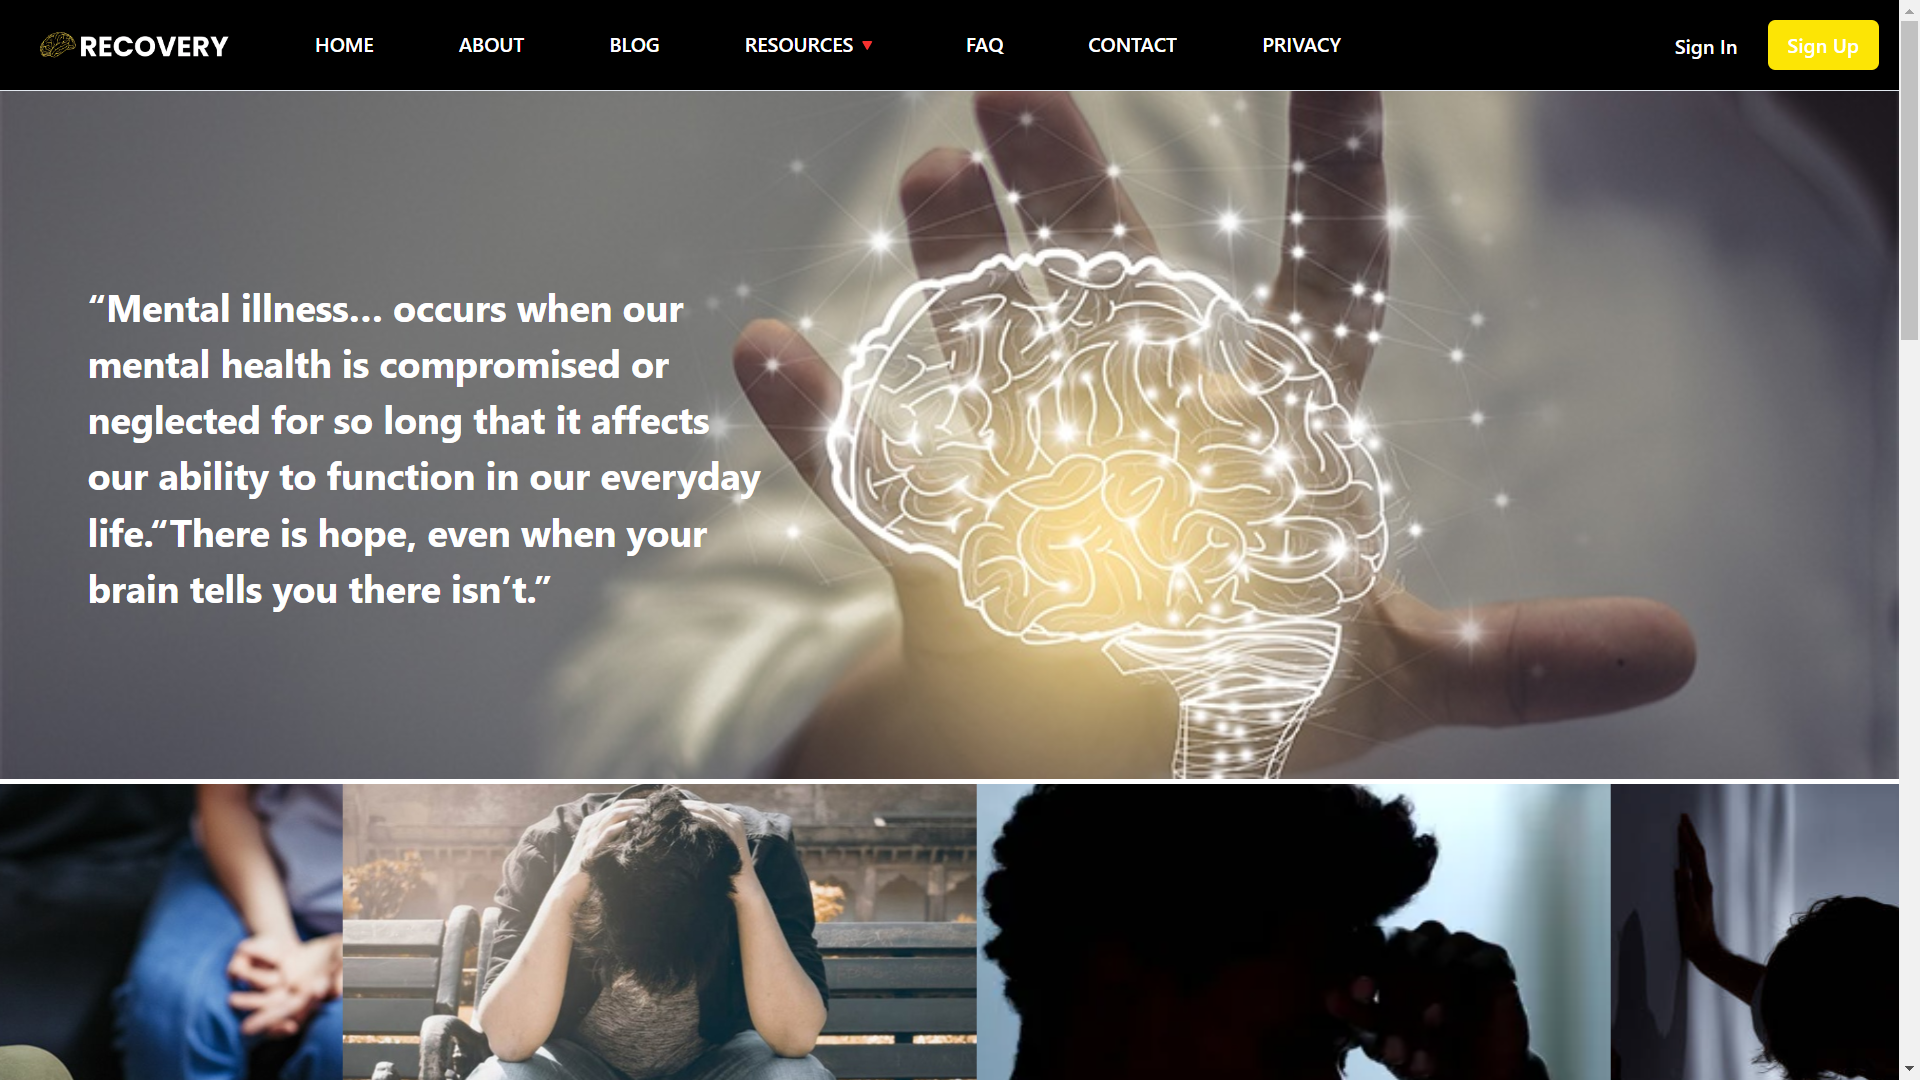 RECOVERY
HOME
ABOUT
BLOG
RESOURCES
FAQ
CONTACT
PRIVACY
Sign In
Sign Up
“Mental illness… occurs when our
mental health is compromised or
neglected for so long that it affects
our ability to function in our everyday
life.“There is hope, even when your
brain tells you there isn’t.”